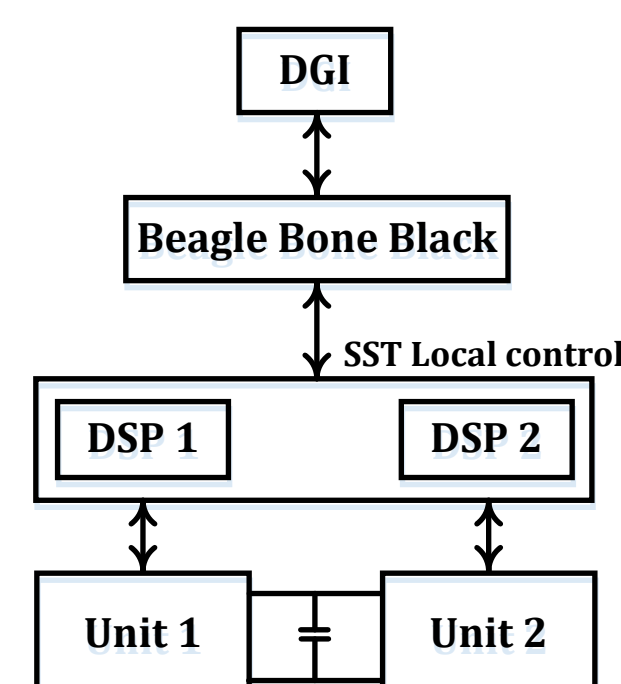 DGI
Beagle Bone Black
SST Local control
DSP 1
DSP 2
Unit 1
Unit 2